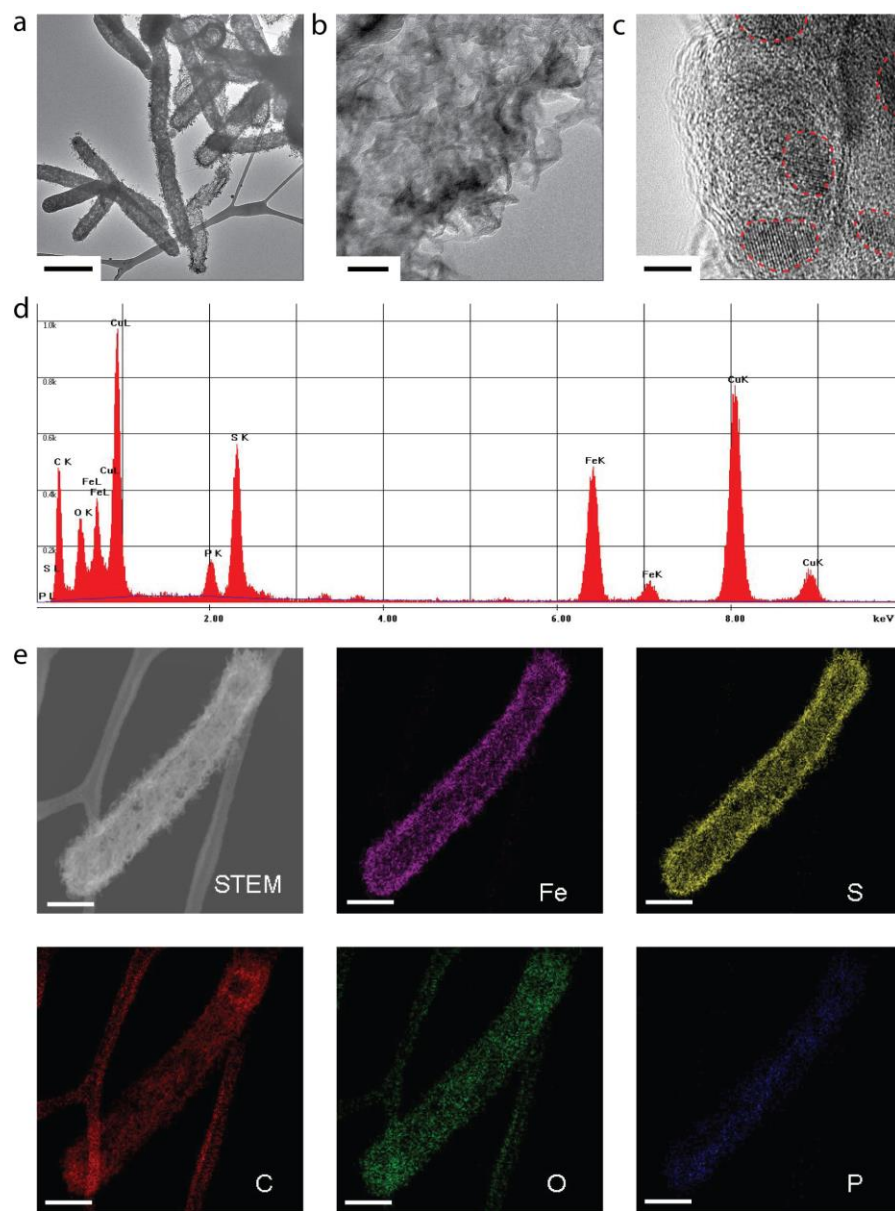 a
b
c
d
1.0k
0.8k
0.6k
0.4k
0.2k
CuL
C K
O K
FeL
FeL
CuL
S L
P L
P K
S K
FeK
FeK
CuK
CuK
2.00 4.00 6.00 8.00 keV
e
STEM
Fe
S
C
O
P